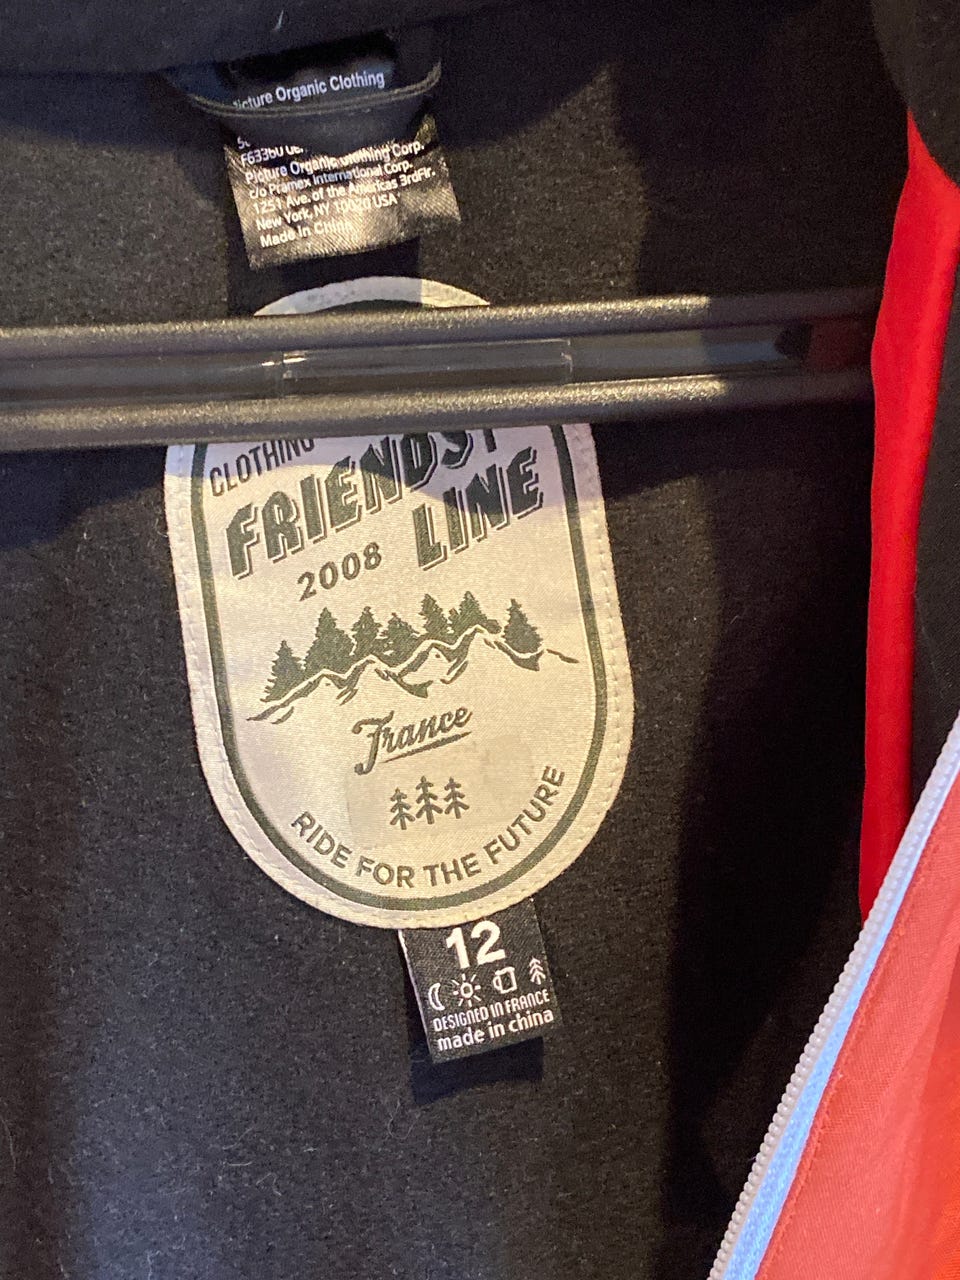 Picture Organic Clothing
F63360
Picture Organic Clothing Corp.
c/o Pramex International Corp.
1251 Ave. of the Americas 3rdFlr.
New York, NY 10020 USA
Made in China
CLOTHING
FRIENDS'
LINE
2008
France
RIDE FOR THE FUTURE
12
DESIGNED IN FRANCE
made in china